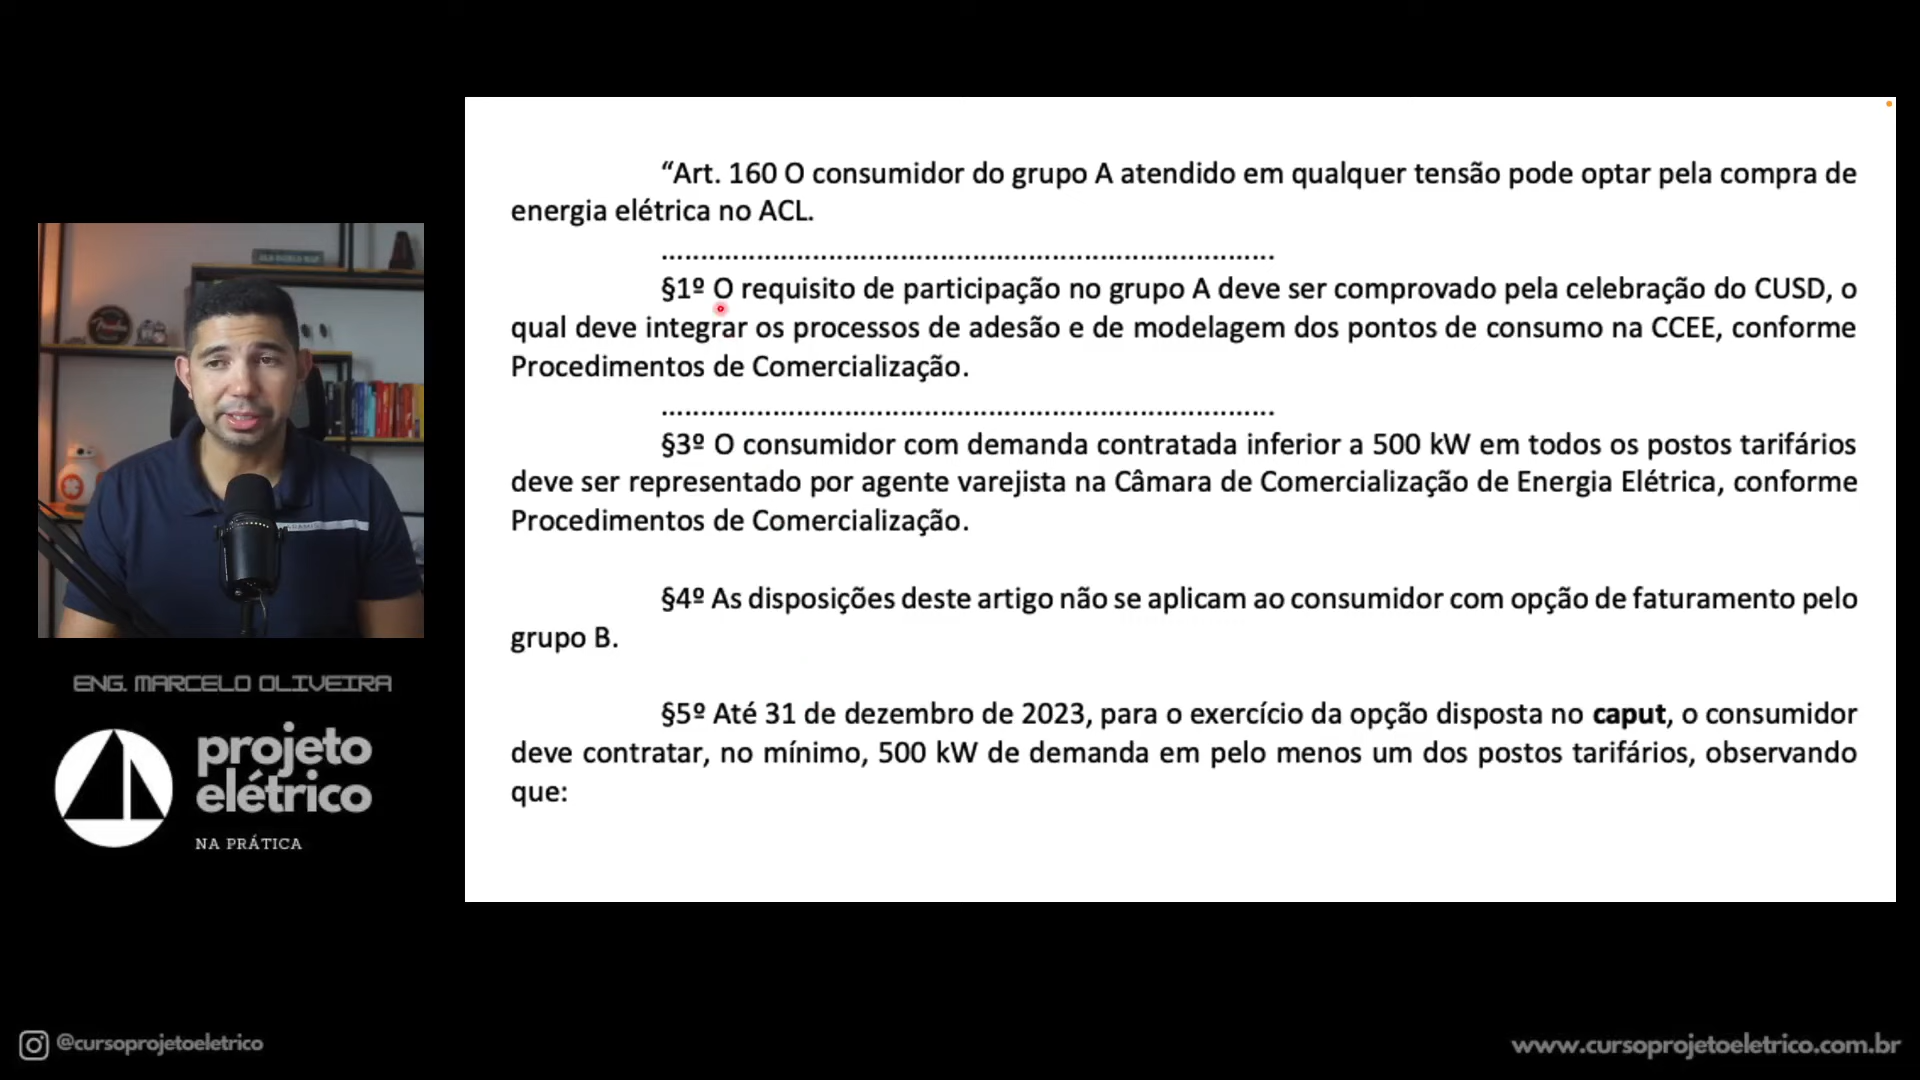 “Art. 160 O consumidor do grupo A atendido em qualquer tensão pode optar pela compra de
energia elétrica no ACL.
...............................................................................
§1º O requisito de participação no grupo A deve ser comprovado pela celebração do CUSD, o
qual deve integrar os processos de adesão e de modelagem dos pontos de consumo na CCEE, conforme
Procedimentos de Comercialização.
...............................................................................
§3º O consumidor com demanda contratada inferior a 500 kW em todos os postos tarifários
deve ser representado por agente varejista na Câmara de Comercialização de Energia Elétrica, conforme
Procedimentos de Comercialização.
§4º As disposições deste artigo não se aplicam ao consumidor com opção de faturamento pelo
grupo B.
§5º Até 31 de dezembro de 2023, para o exercício da opção disposta no caput, o consumidor
deve contratar, no mínimo, 500 kW de demanda em pelo menos um dos postos tarifários, observando
que:
ENG. MARCELO OLIVEIRA
projeto
elétrico
NA PRÁTICA
@cursoprojetoeletrico
www.cursoprojetoeletrico.com.br